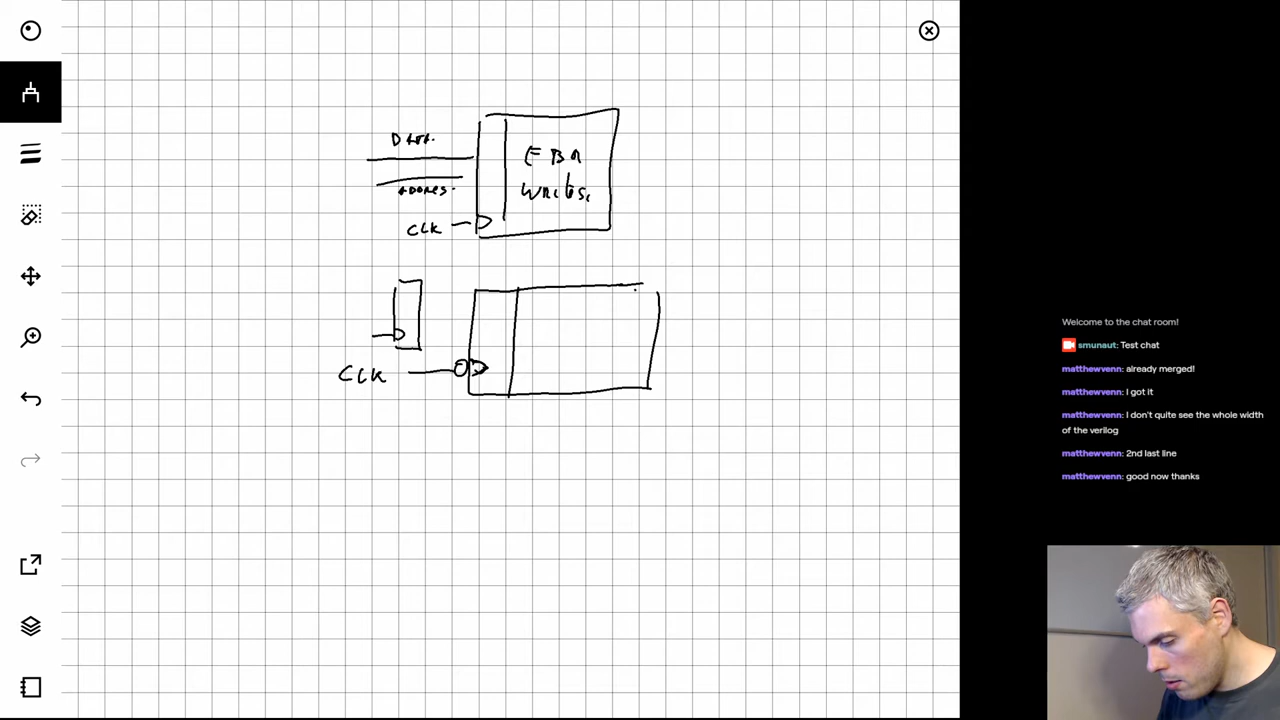 DATA.
ADDRES.
CLK
EBR
WRITES.
CLK
Welcome to the chat room!
smunaut: Test chat
matthewvenn: already merged!
matthewvenn: I got it
matthewvenn: I don't quite see the whole width
of the verilog
matthewvenn: 2nd last line
matthewvenn: good now thanks